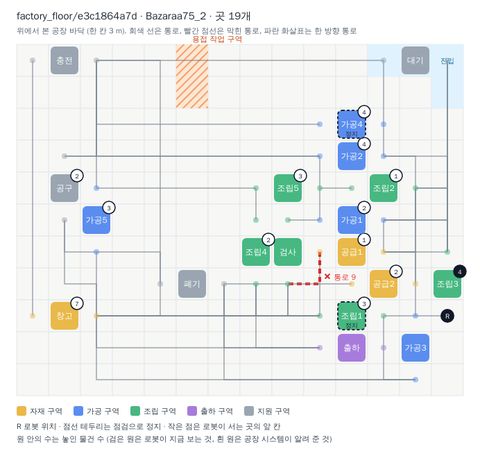 factory_floor/e3c1864a7d · Bazaraa75_2 · 곳 19개
위에서 본 공장 바닥 (한 칸 3 m). 회색 선은 통로, 빨간 점선은 막힌 통로, 파란 화살표는 한 방향 통로
용접 작업 구역
충전
대기
진입
4
가공4
정지
4
가공2
2
공구
3
조립5
1
조립2
3
가공5
2
가공1
2
조립4
검사
1
공급1
통로 9
폐기
2
공급2
4
조립3
7
창고
3
조립1
정지
R
출하
가공3
자재 구역
가공 구역
조립 구역
출하 구역
지원 구역
R 로봇 위치 · 점선 테두리는 점검으로 정지 · 작은 점은 로봇이 서는 곳의 앞 칸
원 안의 수는 놓인 물건 수 (검은 원은 로봇이 지금 보는 것, 흰 원은 공장 시스템이 알려 준 것)